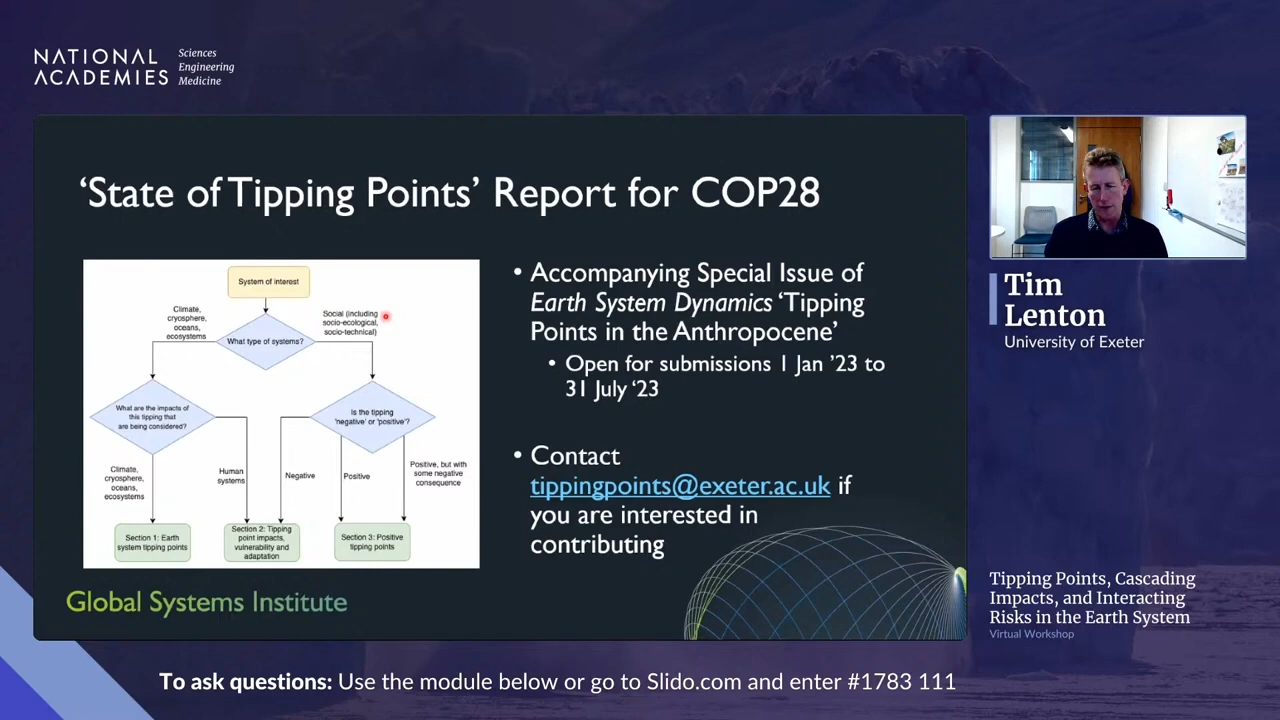 NATIONAL
ACADEMIES
Sciences
Engineering
Medicine
‘State of Tipping Points’ Report for COP28
System of interest
Climate,
cryosphere,
oceans,
ecosystems
Social (including
socio-ecological,
socio-technical)
What type of systems?
What are the impacts of
this tipping that
are being considered?
Is the tipping
'negative' or 'positive'?
Climate,
cryosphere,
oceans,
ecosystems
Human
systems
Negative
Positive
Positive, but with
some negative
consequence
Section 1: Earth
system tipping points
Section 2: Tipping
point impacts,
vulnerability and
adaptation
Section 3: Positive
tipping points
• Accompanying Special Issue of
Earth System Dynamics ‘Tipping
Points in the Anthropocene’
• Open for submissions 1 Jan ’23 to
31 July ‘23
• Contact
tippingpoints@exeter.ac.uk if
you are interested in
contributing
Global Systems Institute
Tim
Lenton
University of Exeter
Tipping Points, Cascading
Impacts, and Interacting
Risks in the Earth System
Virtual Workshop
To ask questions: Use the module below or go to Slido.com and enter #1783 111